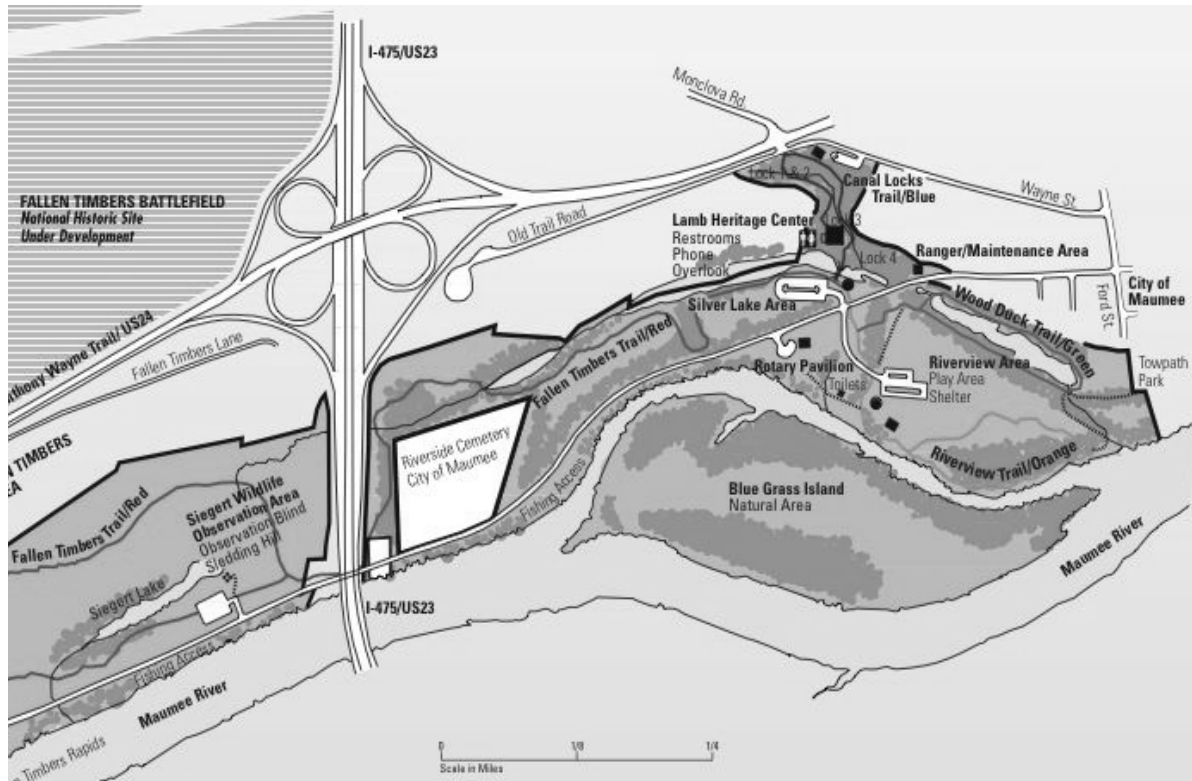 I-475/US23
Monclova Rd.
FALLEN TIMBERS BATTLEFIELD
National Historic Site
Under Development
Lock 1 & 2
Canal Locks
Trail/Blue
Wayne St.
Old Trail Road
Lamb Heritage Center
Restrooms
Phone
Overlook
Lock 4
Ranger/Maintenance Area
City of
Maumee
Ford St.
Silver Lake Area
Wood Duck Trail/Green
Anthony Wayne Trail/ US24
Fallen Timbers Lane
Fallen Timbers Trail/Red
Rotary Pavilion
Toilets
Riverview Area
Play Area
Shelter
Towpath
Park
Riverside Cemetery
City of Maumee
Fishing Access
Riverview Trail/Orange
Blue Grass Island
Natural Area
Maumee River
TIMBERS
Fallen Timbers Trail/Red
Siegert Wildlife
Observation Area
Observation Blind
Sledding Hill
Siegert Lake
I-475/US23
Fishing Access
Maumee River
Timbers Rapids
0 1/8 1/4
Scale in Miles